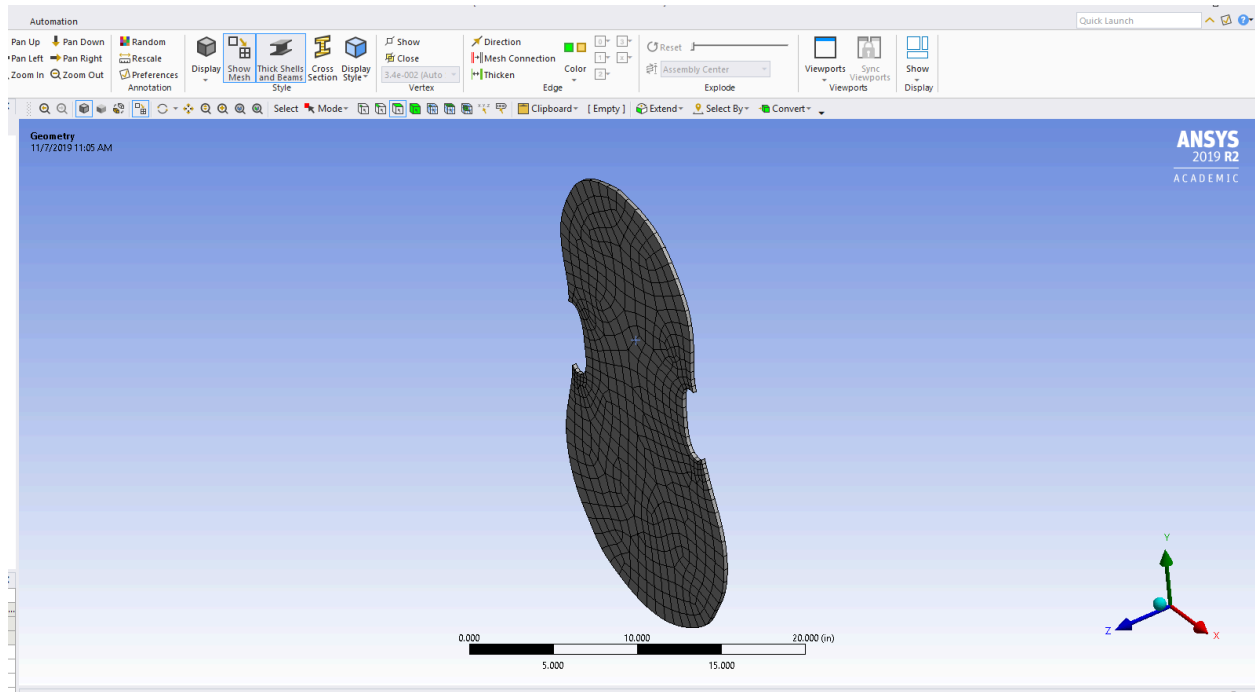 Automation
Quick Launch
Pan Up Pan Down Random Show Direction Reset
Pan Left Pan Right Rescale Close Mesh Connection Assembly Center
Zoom In Zoom Out Preferences 3.4e-002 (Auto Thicken
Display Show Mesh Thick Shells and Beams Cross Section Display Style Color Viewports Sync Viewports Show
Annotation Style Vertex Edge Explode Viewports Display
Select Mode Clipboard [ Empty ] Extend Select By Convert
Geometry
11/7/2019 11:05 AM
ANSYS
2019 R2
ACADEMIC
Y
Z X
0.000 10.000 20.000 (in)
5.000 15.000